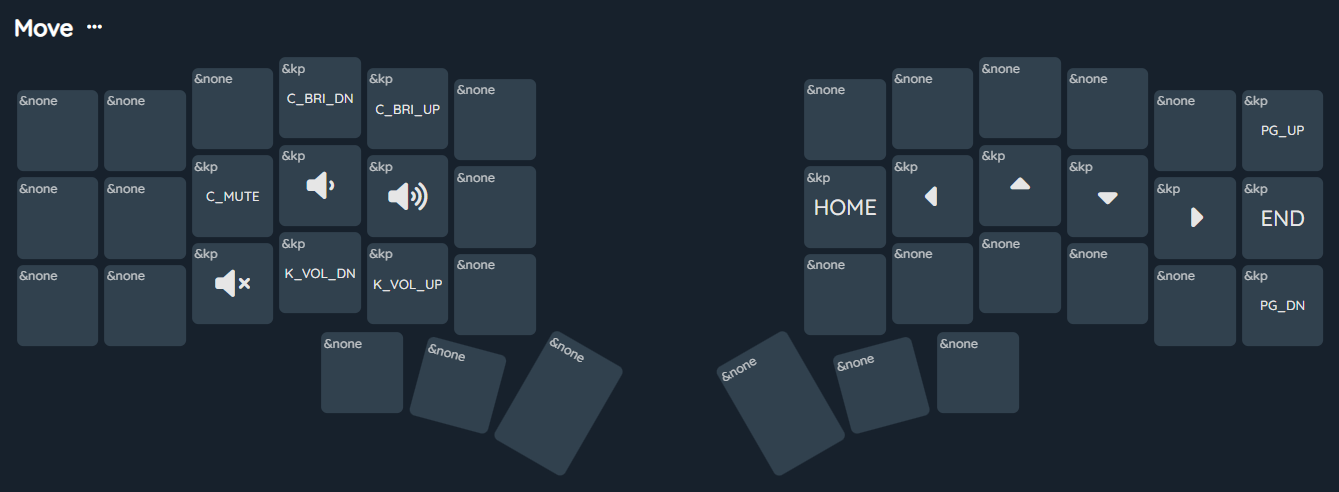 Move ···
&none &none &none &kp &kp &none &none &none &none &none &none &kp
C_BRI_DN C_BRI_UP PG_UP
&none &none &kp &kp &kp &none &kp &kp &kp &kp &kp &kp
C_MUTE HOME END
&none &none &kp &kp &kp &none &none &none &none &none &none &kp
K_VOL_DN K_VOL_UP PG_DN
&none &none &none &none &none &none